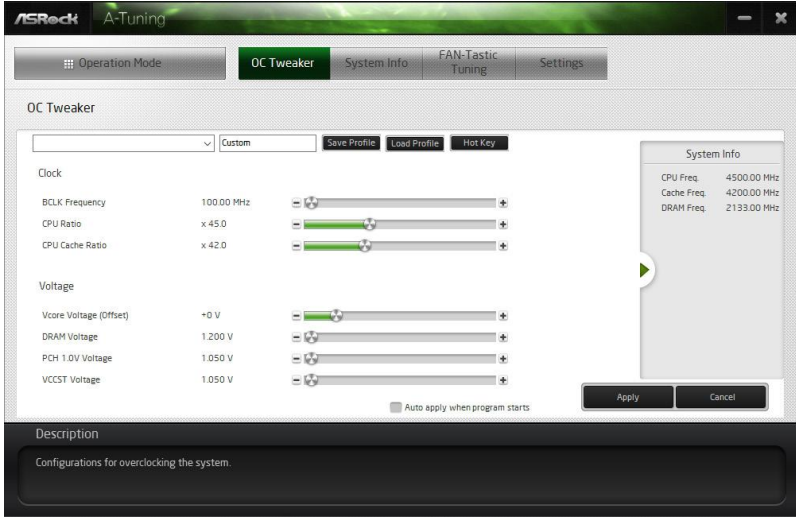 ASRock A-Tuning
Operation Mode
OC Tweaker
System Info
FAN-Tastic
Tuning
Settings
OC Tweaker
Custom
Save Profile
Load Profile
Hot Key
Clock
BCLK Frequency 100.00 MHz
CPU Ratio x 45.0
CPU Cache Ratio x 42.0
Voltage
Vcore Voltage (Offset) +0 V
DRAM Voltage 1.200 V
PCH 1.0V Voltage 1.050 V
VCCST Voltage 1.050 V
Auto apply when program starts
System Info
CPU Freq. 4500.00 MHz
Cache Freq. 4200.00 MHz
DRAM Freq. 2133.00 MHz
Apply
Cancel
Description
Configurations for overclocking the system.